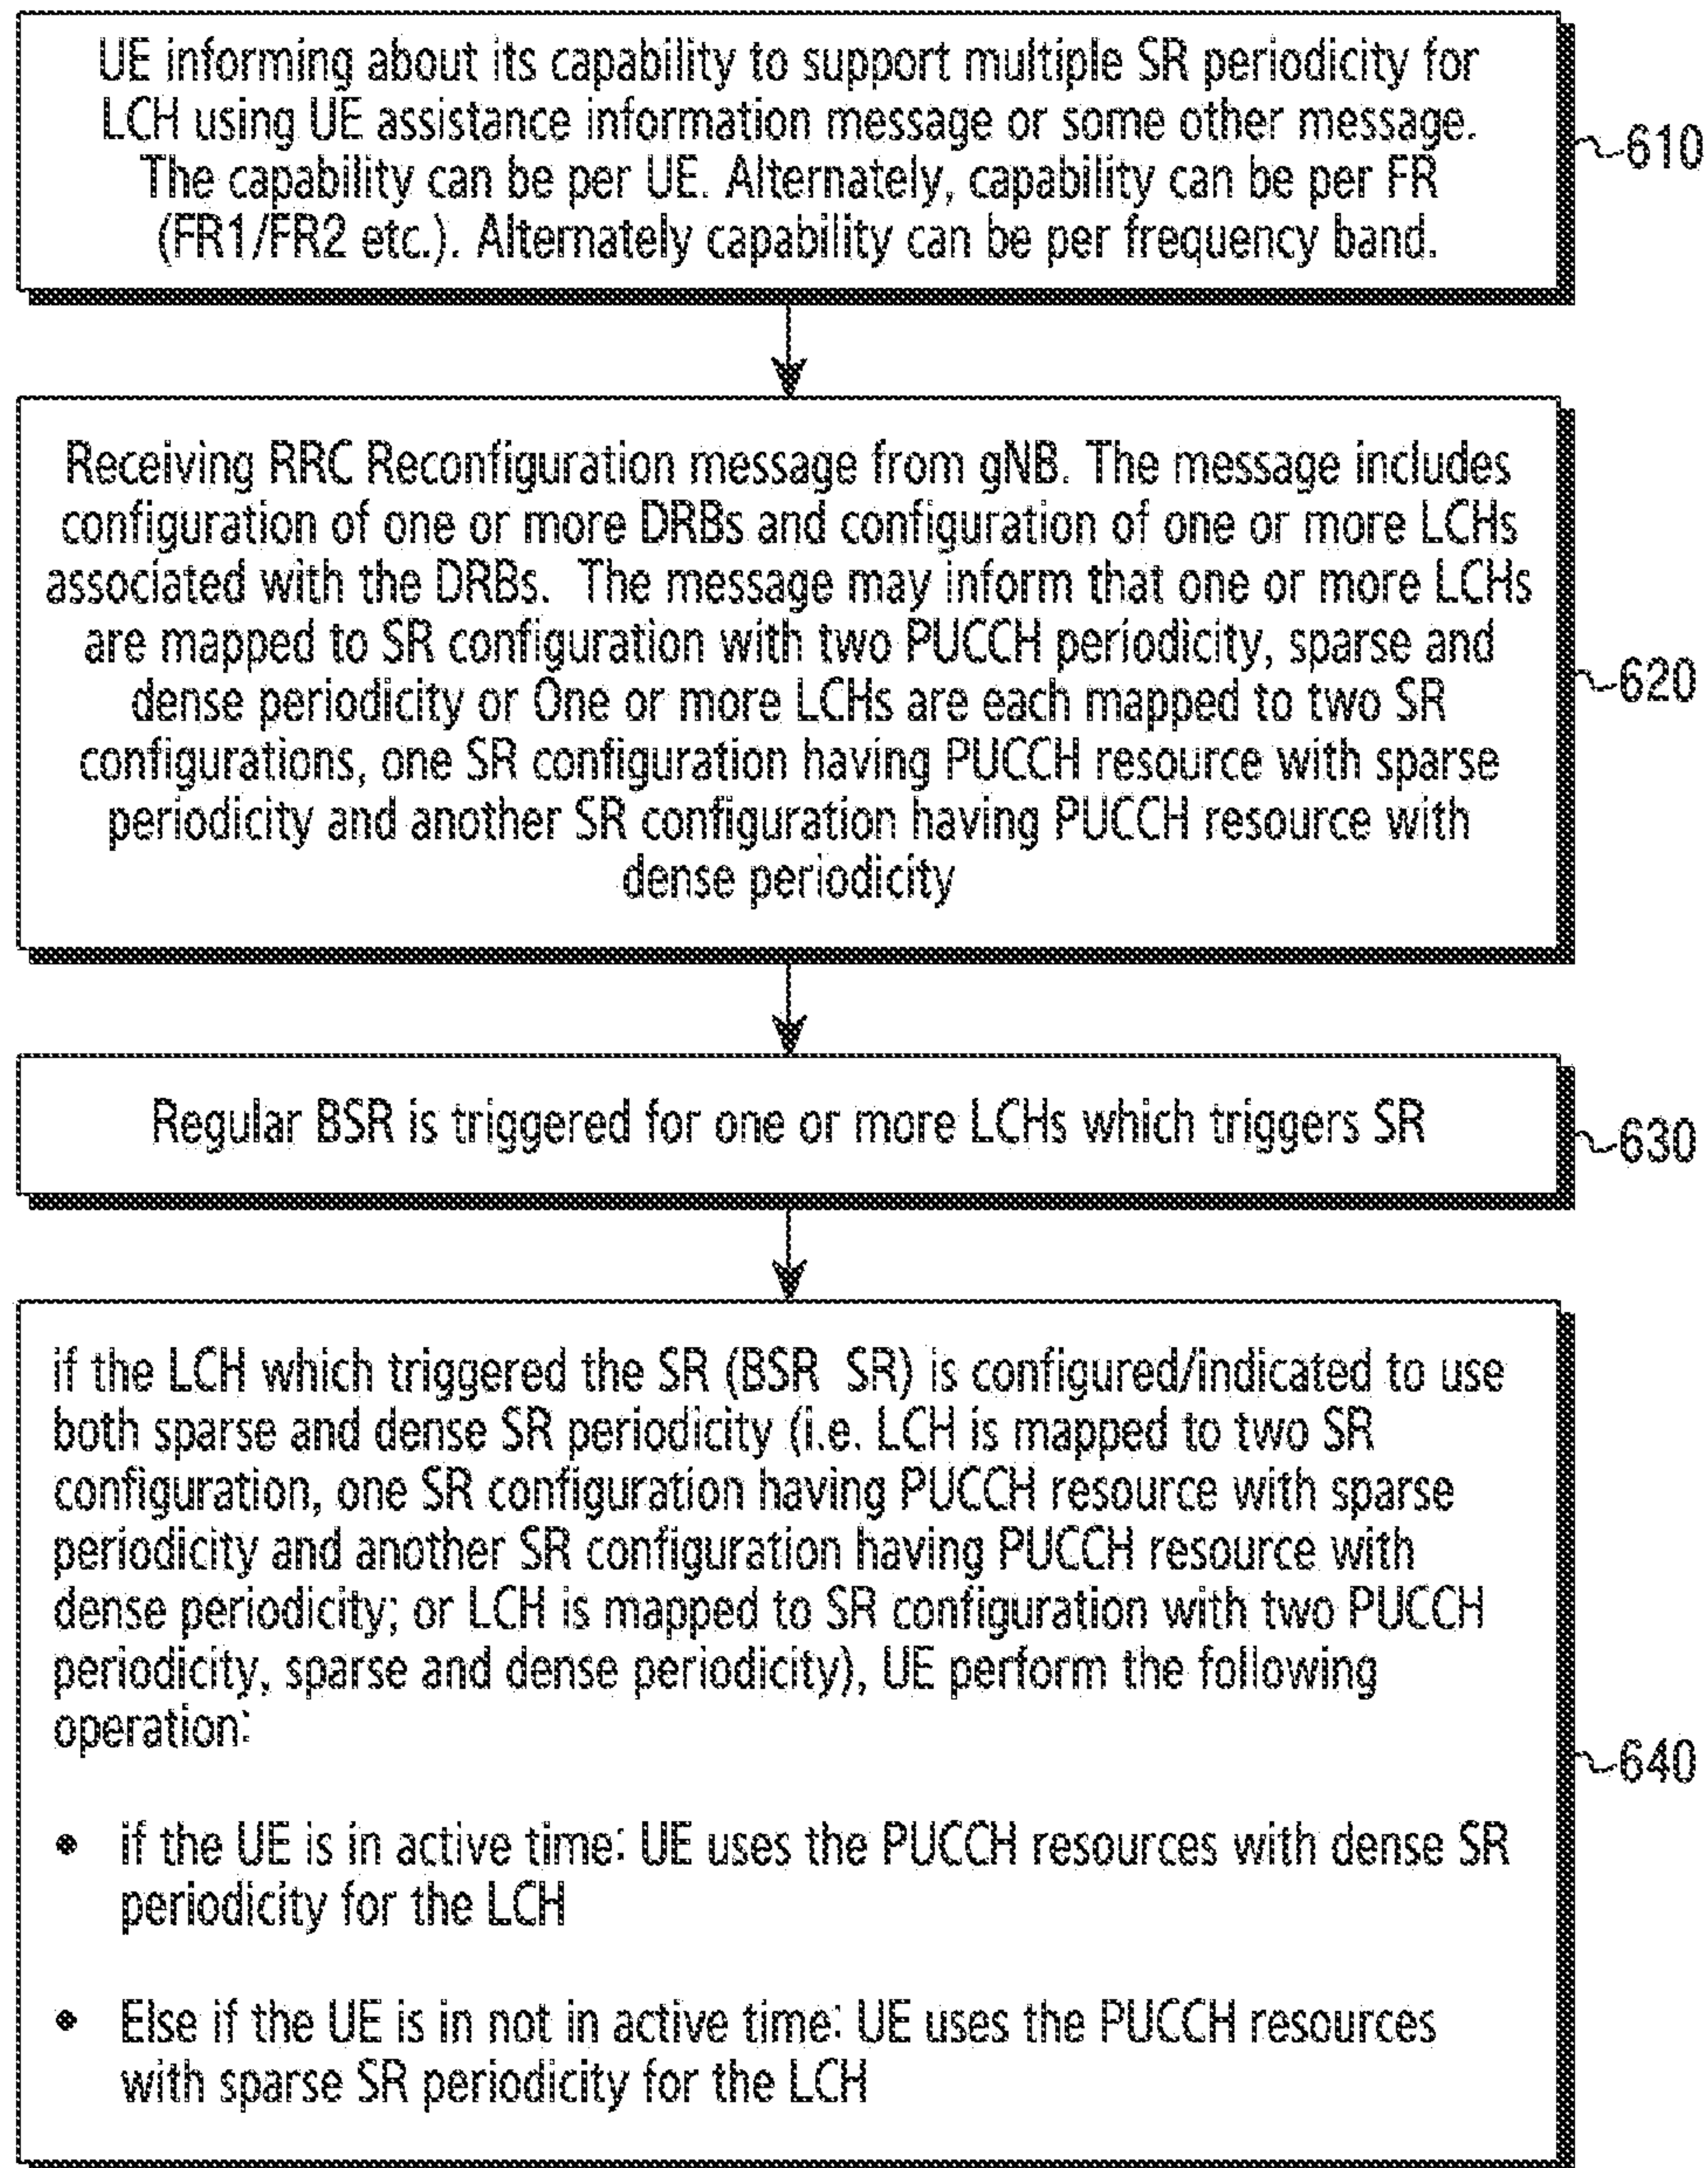 UE informing about its capability to support multiple SR periodicity for
LCH using UE assistance information message or some other message.
The capability can be per UE. Alternately, capability can be per FR
(FR1/FR2 etc.). Alternately capability can be per frequency band.
610
Receiving RRC Reconfiguration message from gNB. The message includes
configuration of one or more DRBs and configuration of one or more LCHs
associated with the DRBs. The message may inform that one or more LCHs
are mapped to SR configuration with two PUCCH periodicity, sparse and
dense periodicity or One or more LCHs are each mapped to two SR
configurations, one SR configuration having PUCCH resource with sparse
periodicity and another SR configuration having PUCCH resource with
dense periodicity
620
Regular BSR is triggered for one or more LCHs which triggers SR
630
if the LCH which triggered the SR (BSR SR) is configured/indicated to use
both sparse and dense SR periodicity (i.e. LCH is mapped to two SR
configuration, one SR configuration having PUCCH resource with sparse
periodicity and another SR configuration having PUCCH resource with
dense periodicity; or LCH is mapped to SR configuration with two PUCCH
periodicity, sparse and dense periodicity), UE perform the following
operation:
• if the UE is in active time: UE uses the PUCCH resources with dense SR
periodicity for the LCH
• Else if the UE is in not in active time: UE uses the PUCCH resources
with sparse SR periodicity for the LCH
640